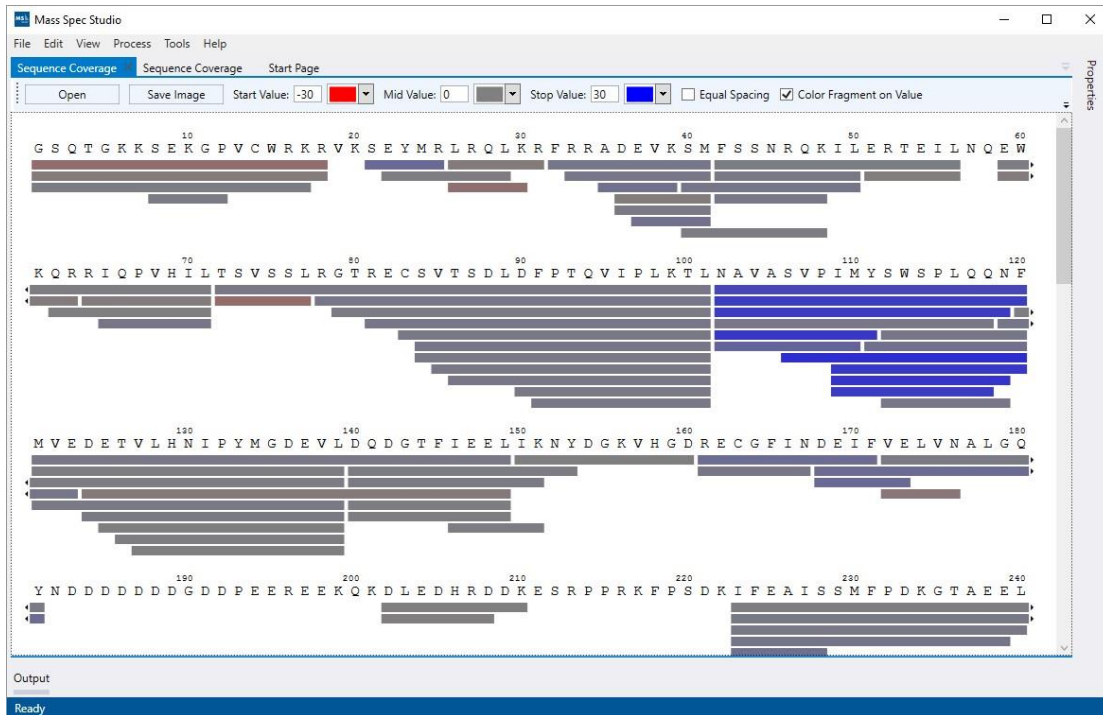 MSS Mass Spec Studio
File Edit View Process Tools Help
Sequence Coverage Sequence Coverage Start Page
Properties
Open Save Image Start Value: -30 Mid Value: 0 Stop Value: 30 Equal Spacing Color Fragment on Value
10 20 30 40 50 60
G S Q T G K K S E K G P V C W R K R V K S E Y M R L R Q L K R F R R A D E V K S M F S S N R Q K I L E R T E I L N Q E W
70 80 90 100 110 120
K Q R R I Q P V H I L T S V S S L R G T R E C S V T S D L D F P T Q V I P L K T L N A V A S V P I M Y S W S P L Q Q N F
130 140 150 160 170 180
M V E D E T V L H N I P Y M G D E V L D Q D G T F I E E L I K N Y D G K V H G D R E C G F I N D E I F V E L V N A L G Q
190 200 210 220 230 240
Y N D D D D D D D G D D P E E R E E K Q K D L E D H R D D K E S R P P R K F P S D K I F E A I S S M F P D K G T A E E L
Output
Ready